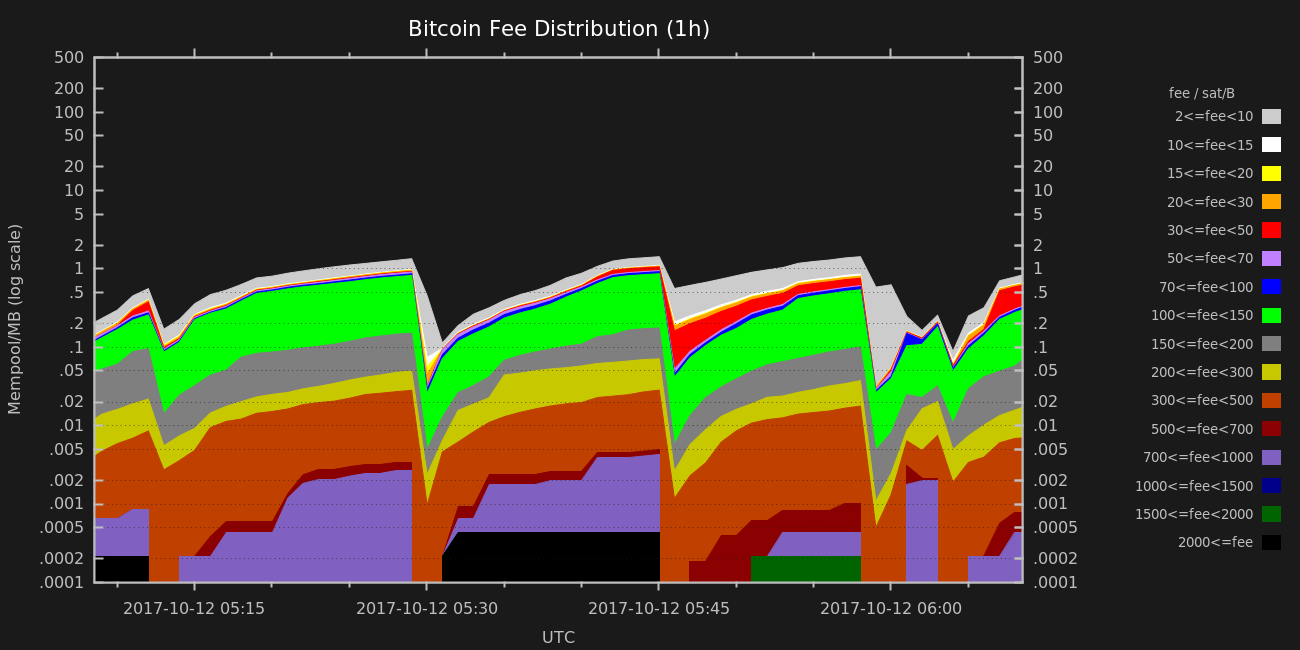 Bitcoin Fee Distribution (1h)
Mempool/MB (log scale)
500
200
100
50
20
10
5
2
1
.5
.2
.1
.05
.02
.01
.005
.002
.001
.0005
.0002
.0001
500
200
100
50
20
10
5
2
1
.5
.2
.1
.05
.02
.01
.005
.002
.001
.0005
.0002
.0001
2017-10-12 05:15
2017-10-12 05:30
2017-10-12 05:45
2017-10-12 06:00
UTC
fee / sat/B
2<=fee<10
10<=fee<15
15<=fee<20
20<=fee<30
30<=fee<50
50<=fee<70
70<=fee<100
100<=fee<150
150<=fee<200
200<=fee<300
300<=fee<500
500<=fee<700
700<=fee<1000
1000<=fee<1500
1500<=fee<2000
2000<=fee